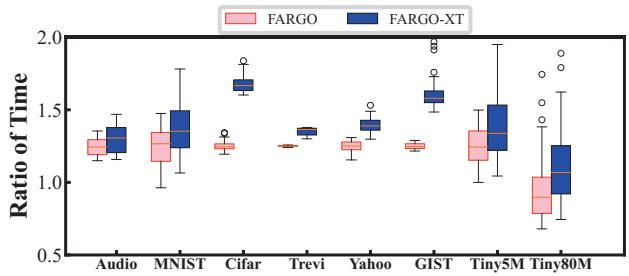 FARGO FARGO-XT
Ratio of Time
2.0
1.5
1.0
0.5
Audio MNIST Cifar Trevi Yahoo GIST Tiny5M Tiny80M